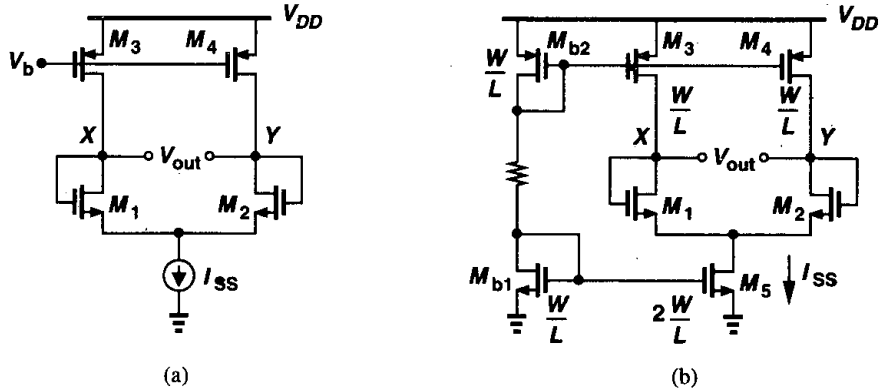 V_DD
M_3 M_4
V_b
X Y
V_out
M_1 M_2
I_SS
(a)
V_DD
M_b2 M_3 M_4
W/L
W/L W/L
X Y
V_out
M_1 M_2
M_b1 M_5 I_SS
W/L 2 W/L
(b)